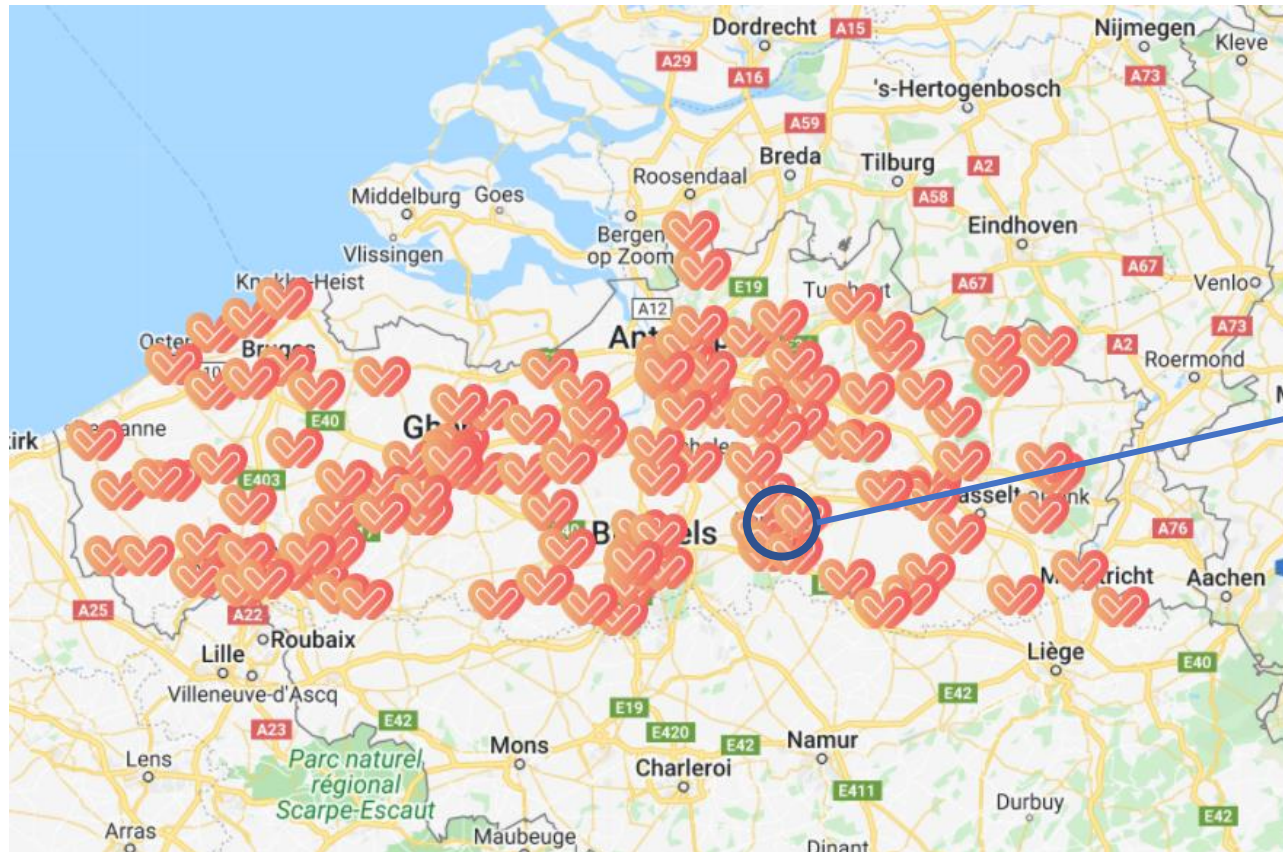 Dordrecht
A15
Nijmegen
Kleve
A29
A16
A73
's-Hertogenbosch
A59
Breda
Tilburg
A2
Roosendaal
A58
Middelburg
Goes
Eindhoven
Bergen
op Zoom
Vlissingen
A67
Venlo
E19
A67
A12
A73
A2
Roermond
E40
E403
A76
Aachen
A25
A22
Roubaix
Lille
Liège
E40
Villeneuve-d'Ascq
E42
E19
E42
A23
E420
E42
Namur
Mons
Lens
Parc naturel
régional
Scarpe-Escaut
Charleroi
E411
Durbuy
E42
Arras
Maubeuge
Dinant